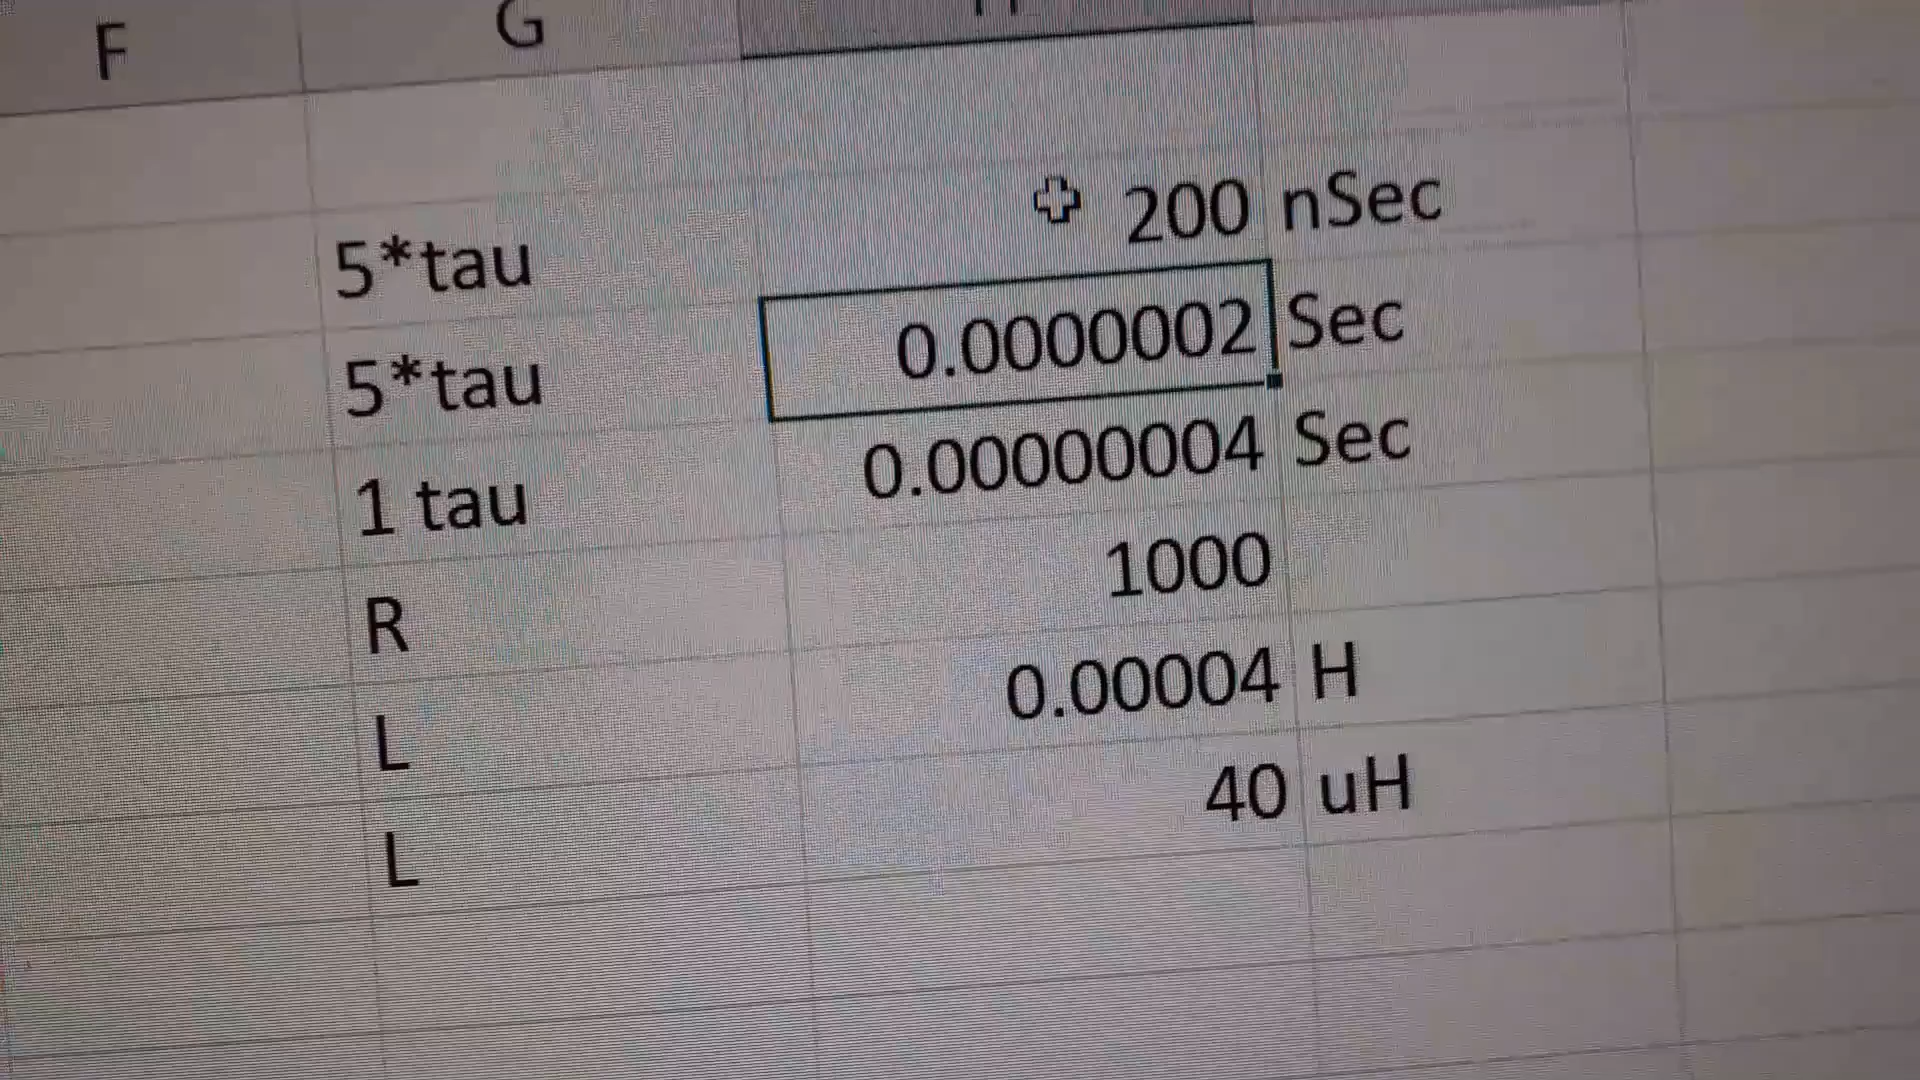 F G H
5*tau 200 nSec
5*tau 0.0000002 Sec
1 tau 0.00000004 Sec
R 1000
L 0.00004 H
L 40 uH